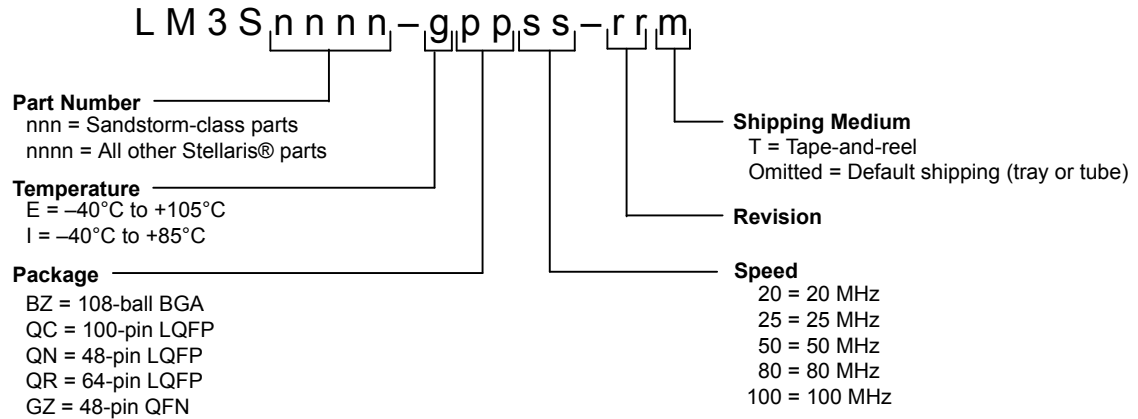 LM3Snnnn–gppss–rrm
Part Number
nnn = Sandstorm-class parts
nnnn = All other Stellaris® parts
Temperature
E = –40°C to +105°C
I = –40°C to +85°C
Package
BZ = 108-ball BGA
QC = 100-pin LQFP
QN = 48-pin LQFP
QR = 64-pin LQFP
GZ = 48-pin QFN
Shipping Medium
T = Tape-and-reel
Omitted = Default shipping (tray or tube)
Revision
Speed
20 = 20 MHz
25 = 25 MHz
50 = 50 MHz
80 = 80 MHz
100 = 100 MHz